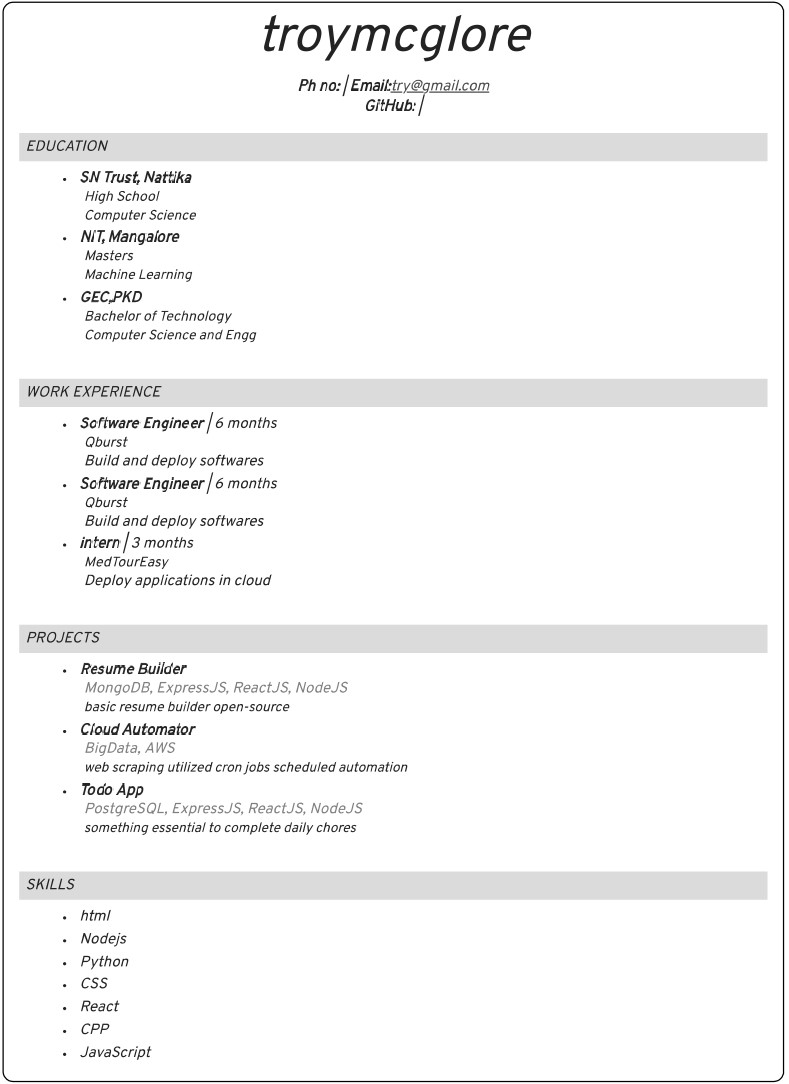 troymcglore
Ph no: | Email:try@gmail.com
GitHub: |
EDUCATION
• SN Trust, Nattika
High School
Computer Science
• NIT, Mangalore
Masters
Machine Learning
• GEC,PKD
Bachelor of Technology
Computer Science and Engg
WORK EXPERIENCE
• Software Engineer | 6 months
Qburst
Build and deploy softwares
• Software Engineer | 6 months
Qburst
Build and deploy softwares
• intern | 3 months
MedTourEasy
Deploy applications in cloud
PROJECTS
• Resume Builder
MongoDB, ExpressJS, ReactJS, NodeJS
basic resume builder open-source
• Cloud Automator
BigData, AWS
web scraping utilized cron jobs scheduled automation
• Todo App
PostgreSQL, ExpressJS, ReactJS, NodeJS
something essential to complete daily chores
SKILLS
• html
• Nodejs
• Python
• CSS
• React
• CPP
• JavaScript